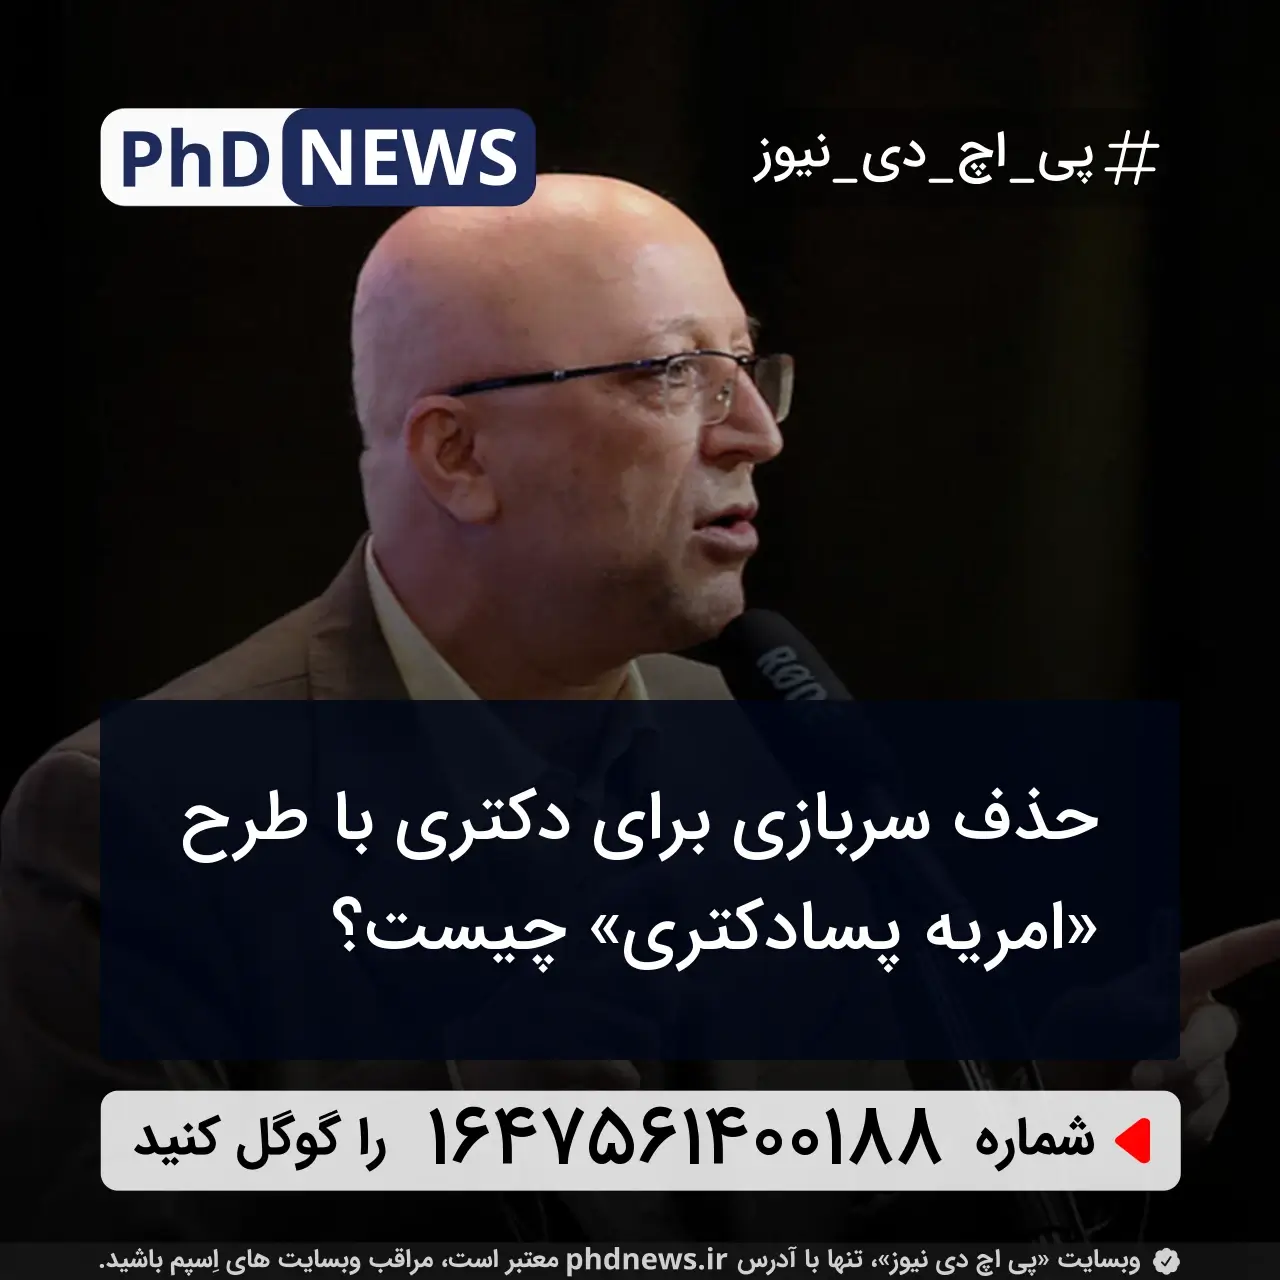 PhD NEWS
#پی_اچ_دی_نیوز
RØDE
حذف سربازی برای دکتری با طرح
«امریه پسادکتری» چیست؟
شماره ۱۶۴۷۵۶۱۴۰۰۱۸۸ را گوگل کنید
وبسایت «پی اچ دی نیوز»، تنها با آدرس phdnews.ir معتبر است، مراقب وبسایت های اِسپم باشید.